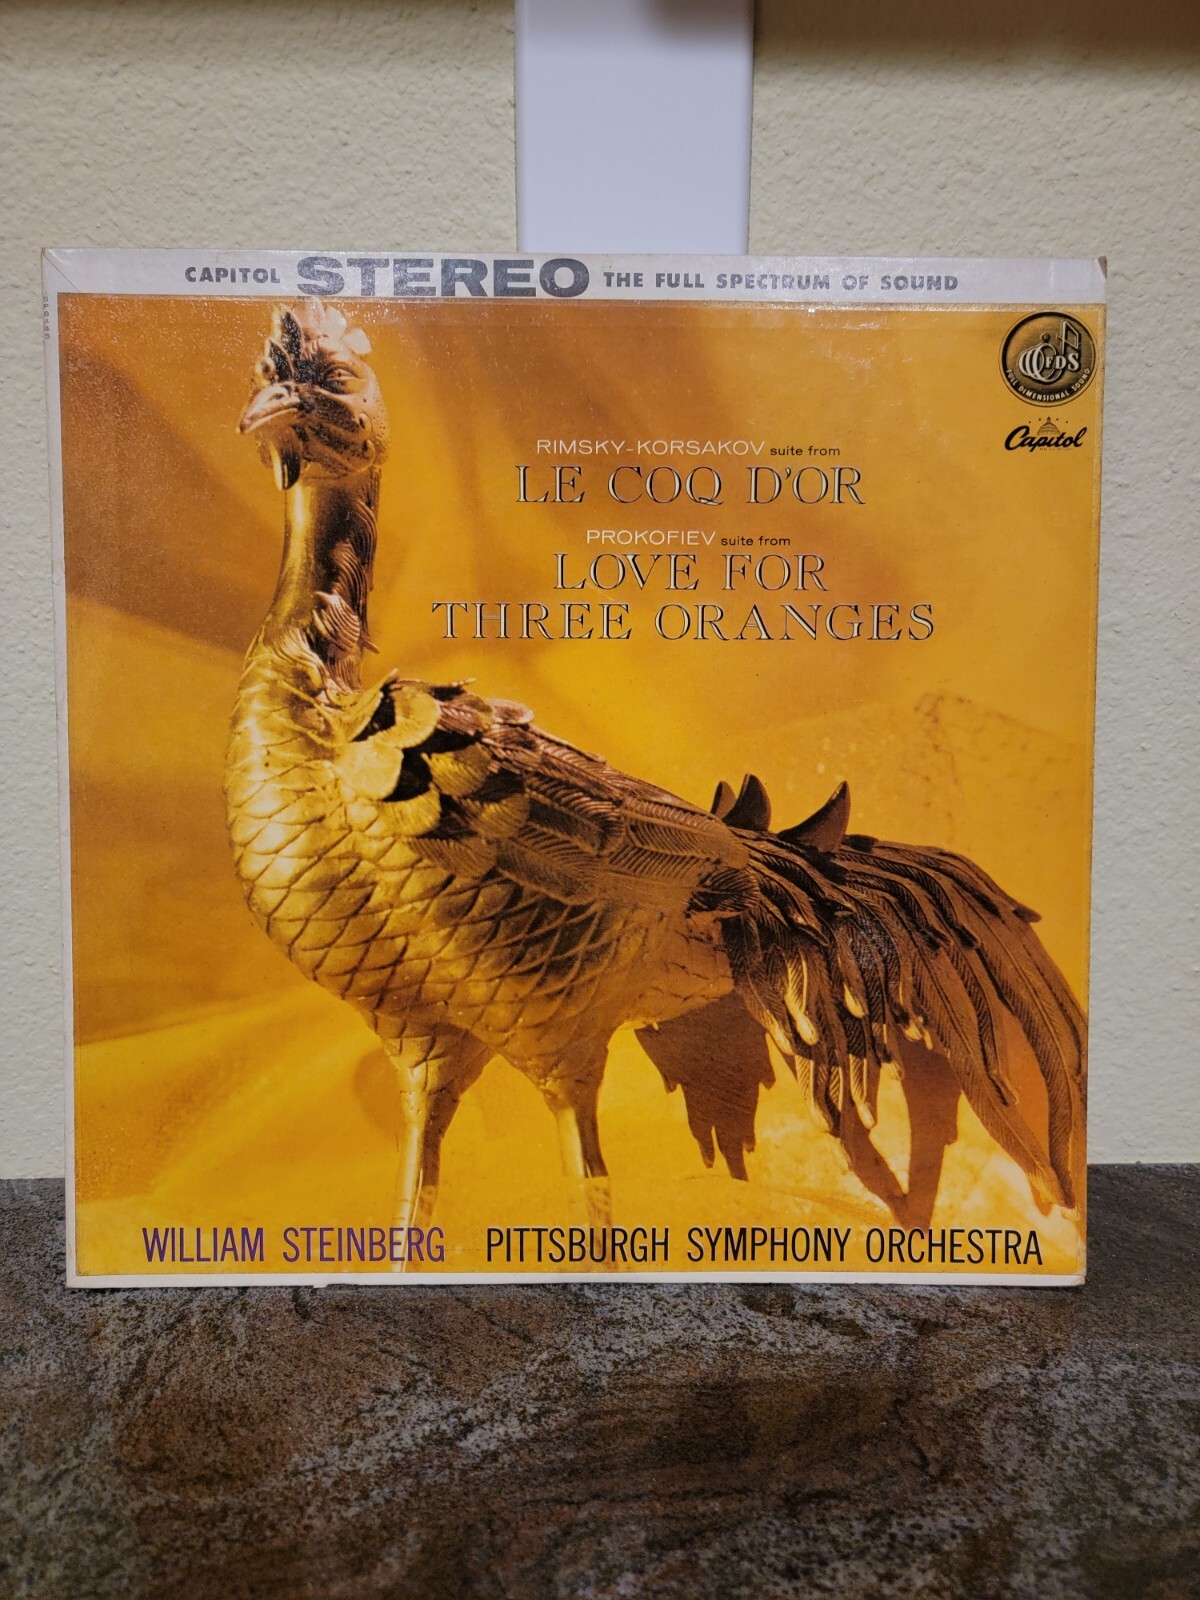 CAPITOL STEREO THE FULL SPECTRUM OF SOUND
FDS
FULL DIMENSIONAL SOUND
Capitol
RIMSKY-KORSAKOV suite from
LE COQ D'OR
PROKOFIEV suite from
LOVE FOR
THREE ORANGES
WILLIAM STEINBERG PITTSBURGH SYMPHONY ORCHESTRA